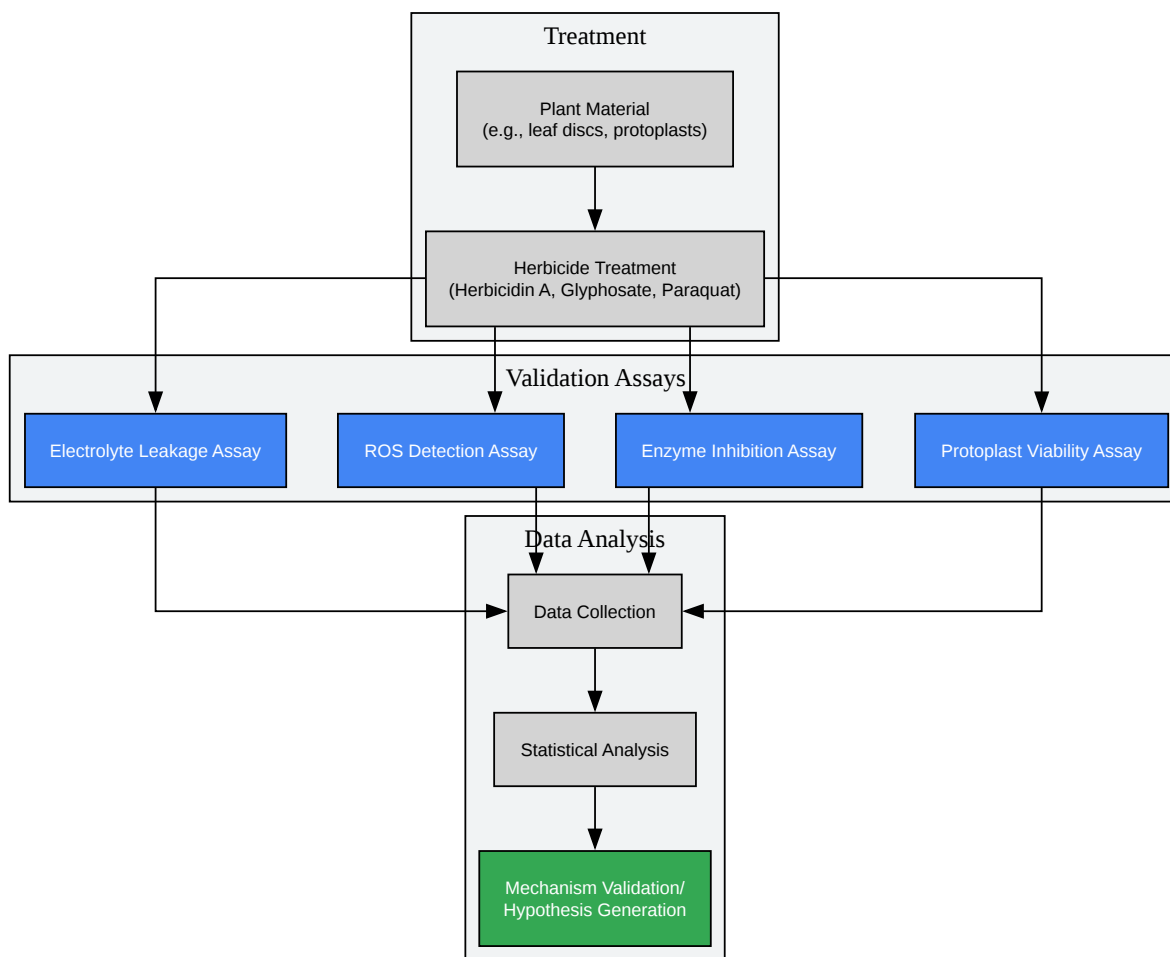 Treatment
Plant Material
(e.g., leaf discs, protoplasts)
Herbicide Treatment
(Herbicidin A, Glyphosate, Paraquat)
Validation Assays
Electrolyte Leakage Assay
ROS Detection Assay
Enzyme Inhibition Assay
Protoplast Viability Assay
Data Analysis
Data Collection
Statistical Analysis
Mechanism Validation/
Hypothesis Generation